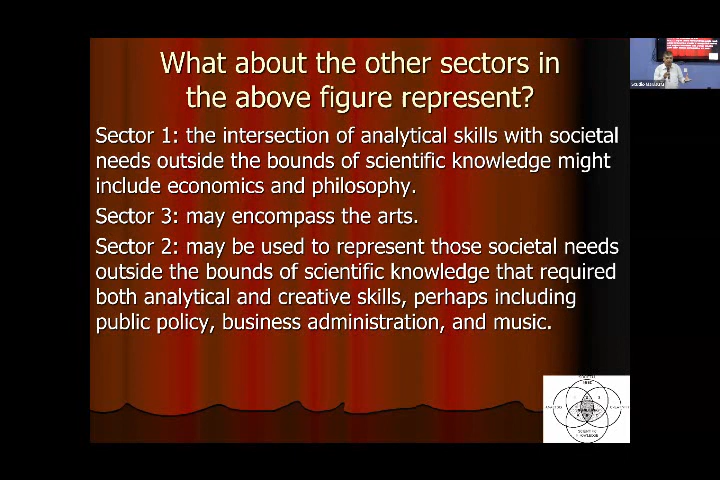 What about the other sectors in
the above figure represent?
Sector 1: the intersection of analytical skills with societal
needs outside the bounds of scientific knowledge might
include economics and philosophy.
Sector 3: may encompass the arts.
Sector 2: may be used to represent those societal needs
outside the bounds of scientific knowledge that required
both analytical and creative skills, perhaps including
public policy, business administration, and music.
SCIENTIFIC
KNOWLEDGE